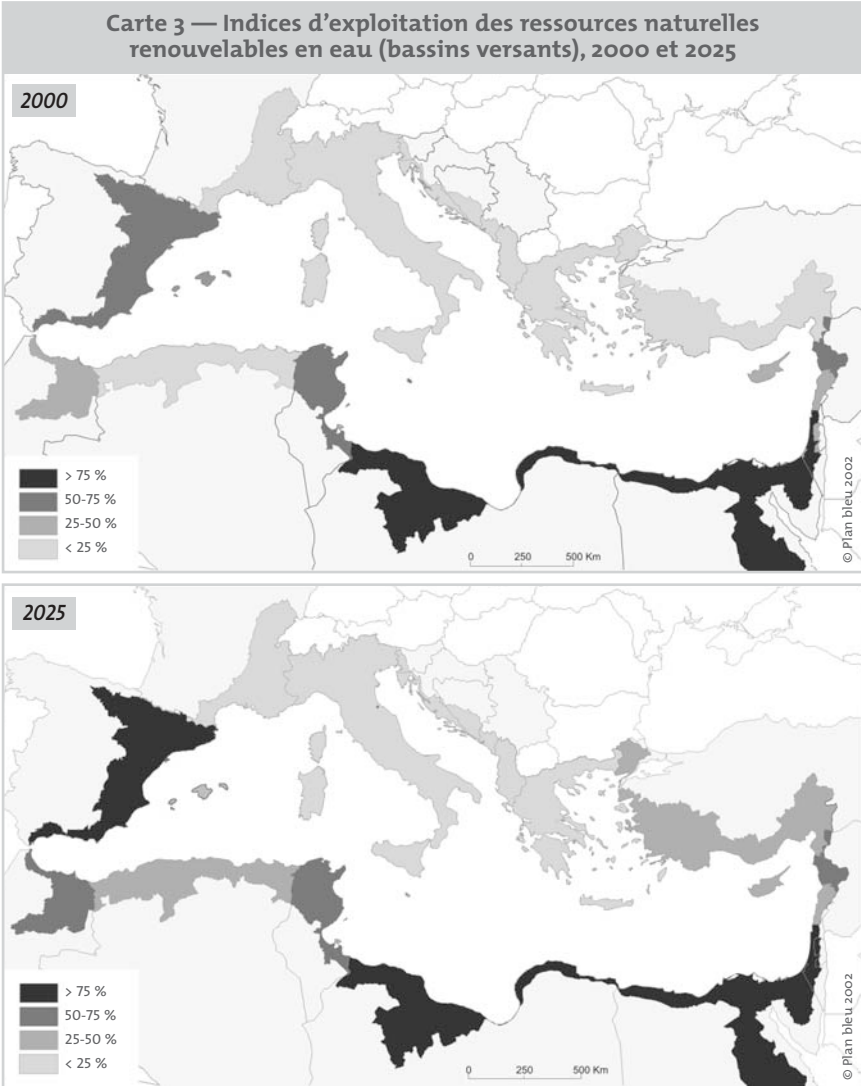 Carte 3 — Indices d'exploitation des ressources naturelles
renouvelables en eau (bassins versants), 2000 et 2025
2000
> 75 %
50-75 %
25-50 %
< 25 %
0 250 500 Km
© Plan bleu 2002
2025
> 75 %
50-75 %
25-50 %
< 25 %
0 250 500 Km
© Plan bleu 2002